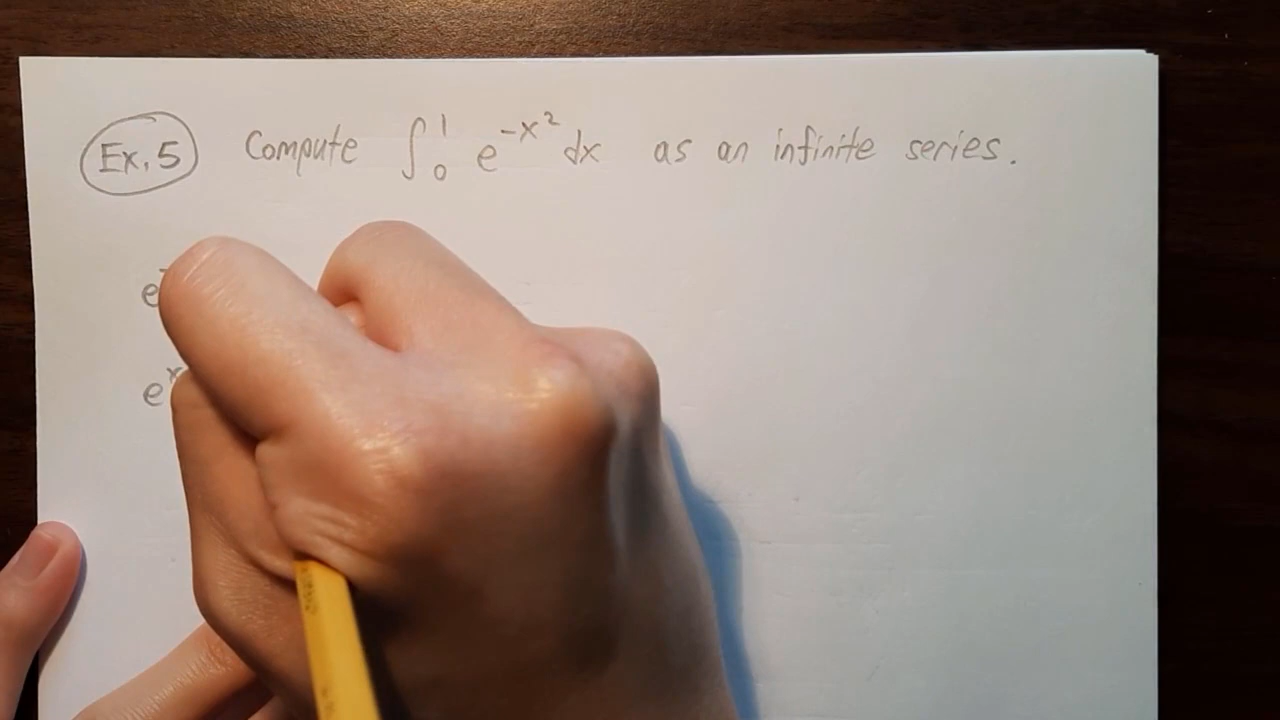 Ex. 5 Compute ∫₀¹ e^{-x²} dx as an infinite series.
e
e^x